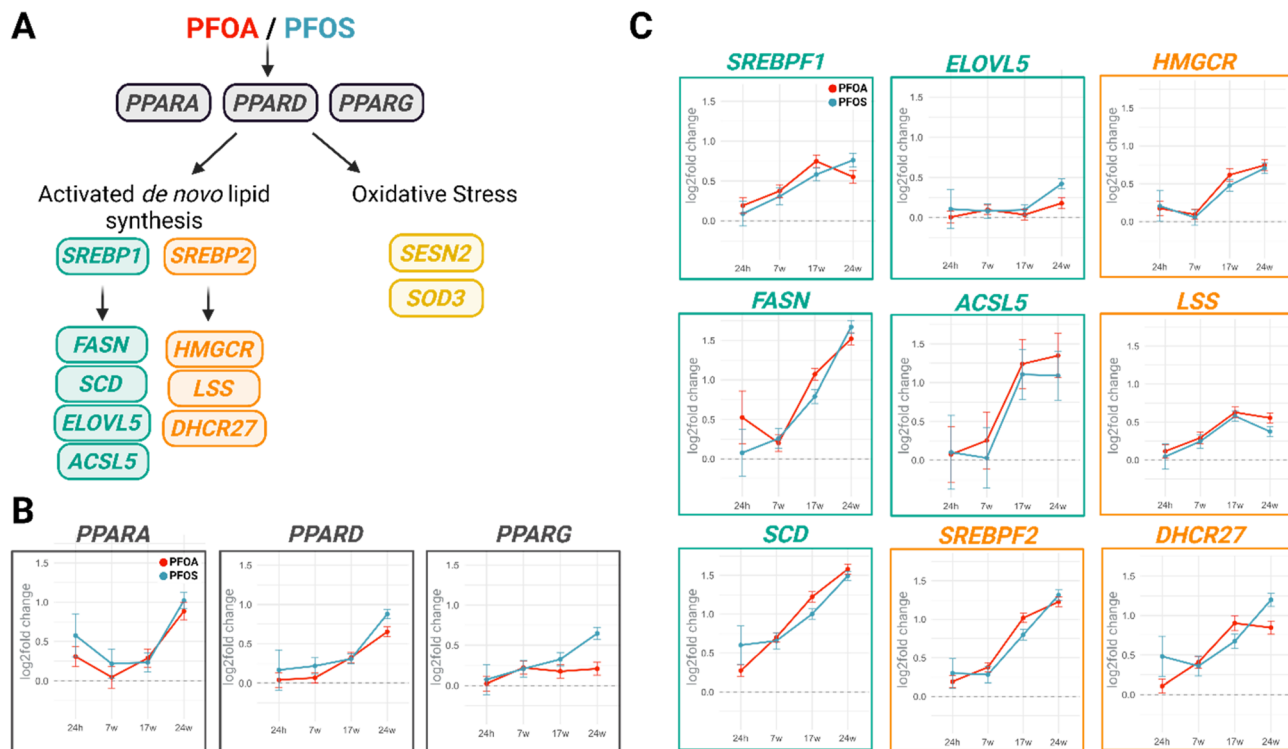 A
PFOA / PFOS
PPARA PPARD PPARG
Activated de novo lipid
synthesis
Oxidative Stress
SREBP1 SREBP2
SESN2
SOD3
FASN
SCD
ELOVL5
ACSL5
HMGCR
LSS
DHCR27
B
PPARA
log2fold change
1.5
1.0
0.5
0.0
PFOA
PFOS
24h 7w 17w 24w
PPARD
log2fold change
1.5
1.0
0.5
0.0
24h 7w 17w 24w
PPARG
log2fold change
1.5
1.0
0.5
0.0
24h 7w 17w 24w
C
SREBPF1
log2fold change
1.5
1.0
0.5
0.0
PFOA
PFOS
24h 7w 17w 24w
ELOVL5
log2fold change
1.5
1.0
0.5
0.0
24h 7w 17w 24w
HMGCR
log2fold change
1.5
1.0
0.5
0.0
24h 7w 17w 24w
FASN
log2fold change
1.5
1.0
0.5
0.0
24h 7w 17w 24w
ACSL5
log2fold change
1.5
1.0
0.5
0.0
24h 7w 17w 24w
LSS
log2fold change
1.5
1.0
0.5
0.0
24h 7w 17w 24w
SCD
log2fold change
1.5
1.0
0.5
0.0
24h 7w 17w 24w
SREBPF2
log2fold change
1.5
1.0
0.5
0.0
24h 7w 17w 24w
DHCR27
log2fold change
1.5
1.0
0.5
0.0
24h 7w 17w 24w